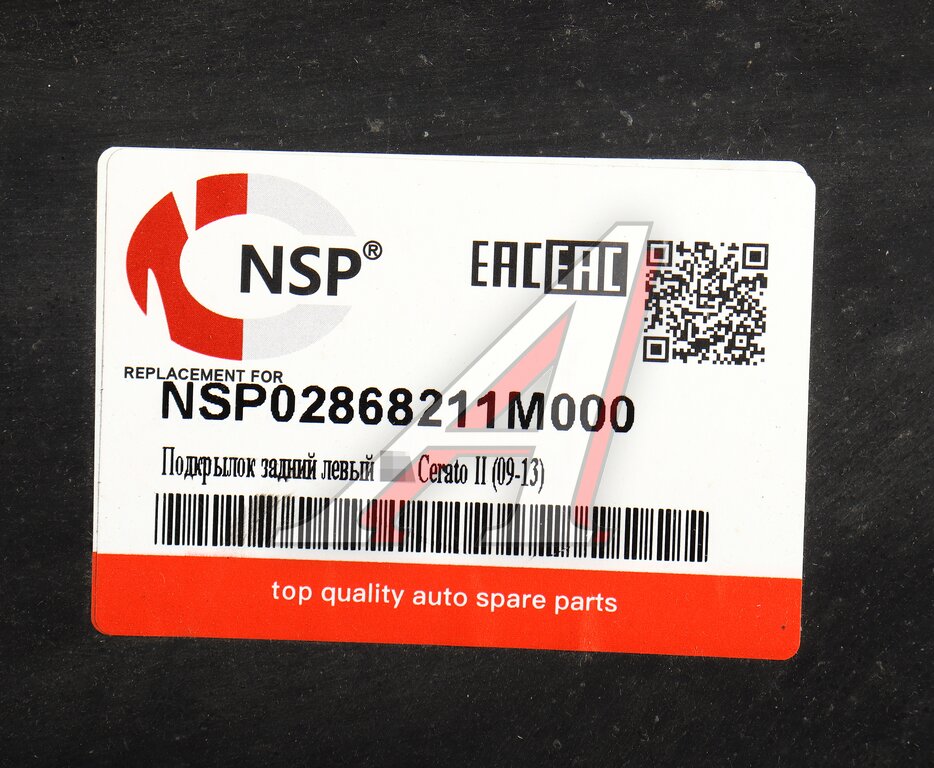 NSP®
EAC EAC
REPLACEMENT FOR
NSP02868211M000
Подкрылок задний левый Cerato II (09-13)
top quality auto spare parts